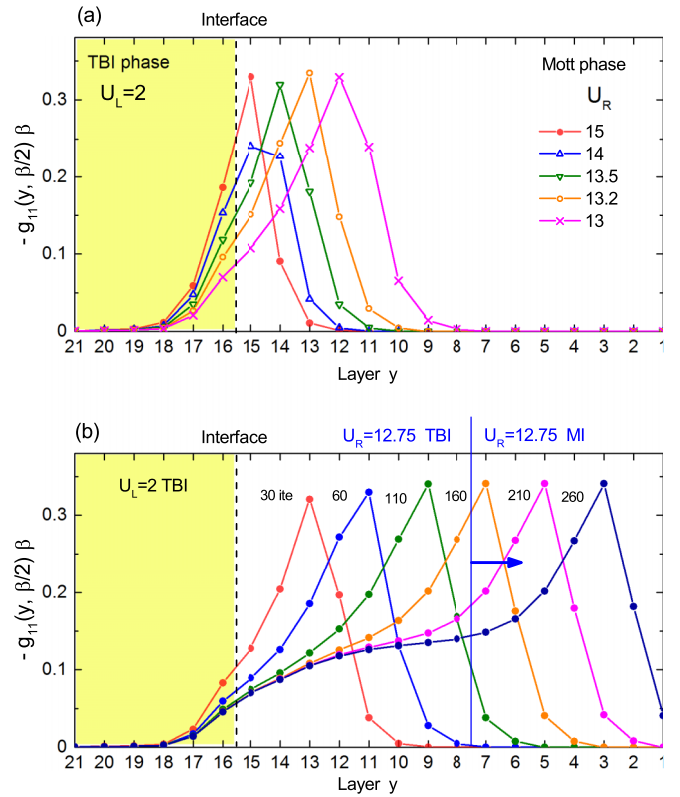 (a)
Interface
TBI phase
U_L=2
Mott phase
U_R
15
14
13.5
13.2
13
- g_11(y, β/2) β
0.3
0.2
0.1
0
21 20 19 18 17 16 15 14 13 12 11 10 9 8 7 6 5 4 3 2 1
Layer y
(b)
Interface
U_R=12.75 TBI
U_R=12.75 MI
U_L=2 TBI
30 ite 60 110 160 210 260
- g_11(y, β/2) β
0.3
0.2
0.1
0
21 20 19 18 17 16 15 14 13 12 11 10 9 8 7 6 5 4 3 2 1
Layer y